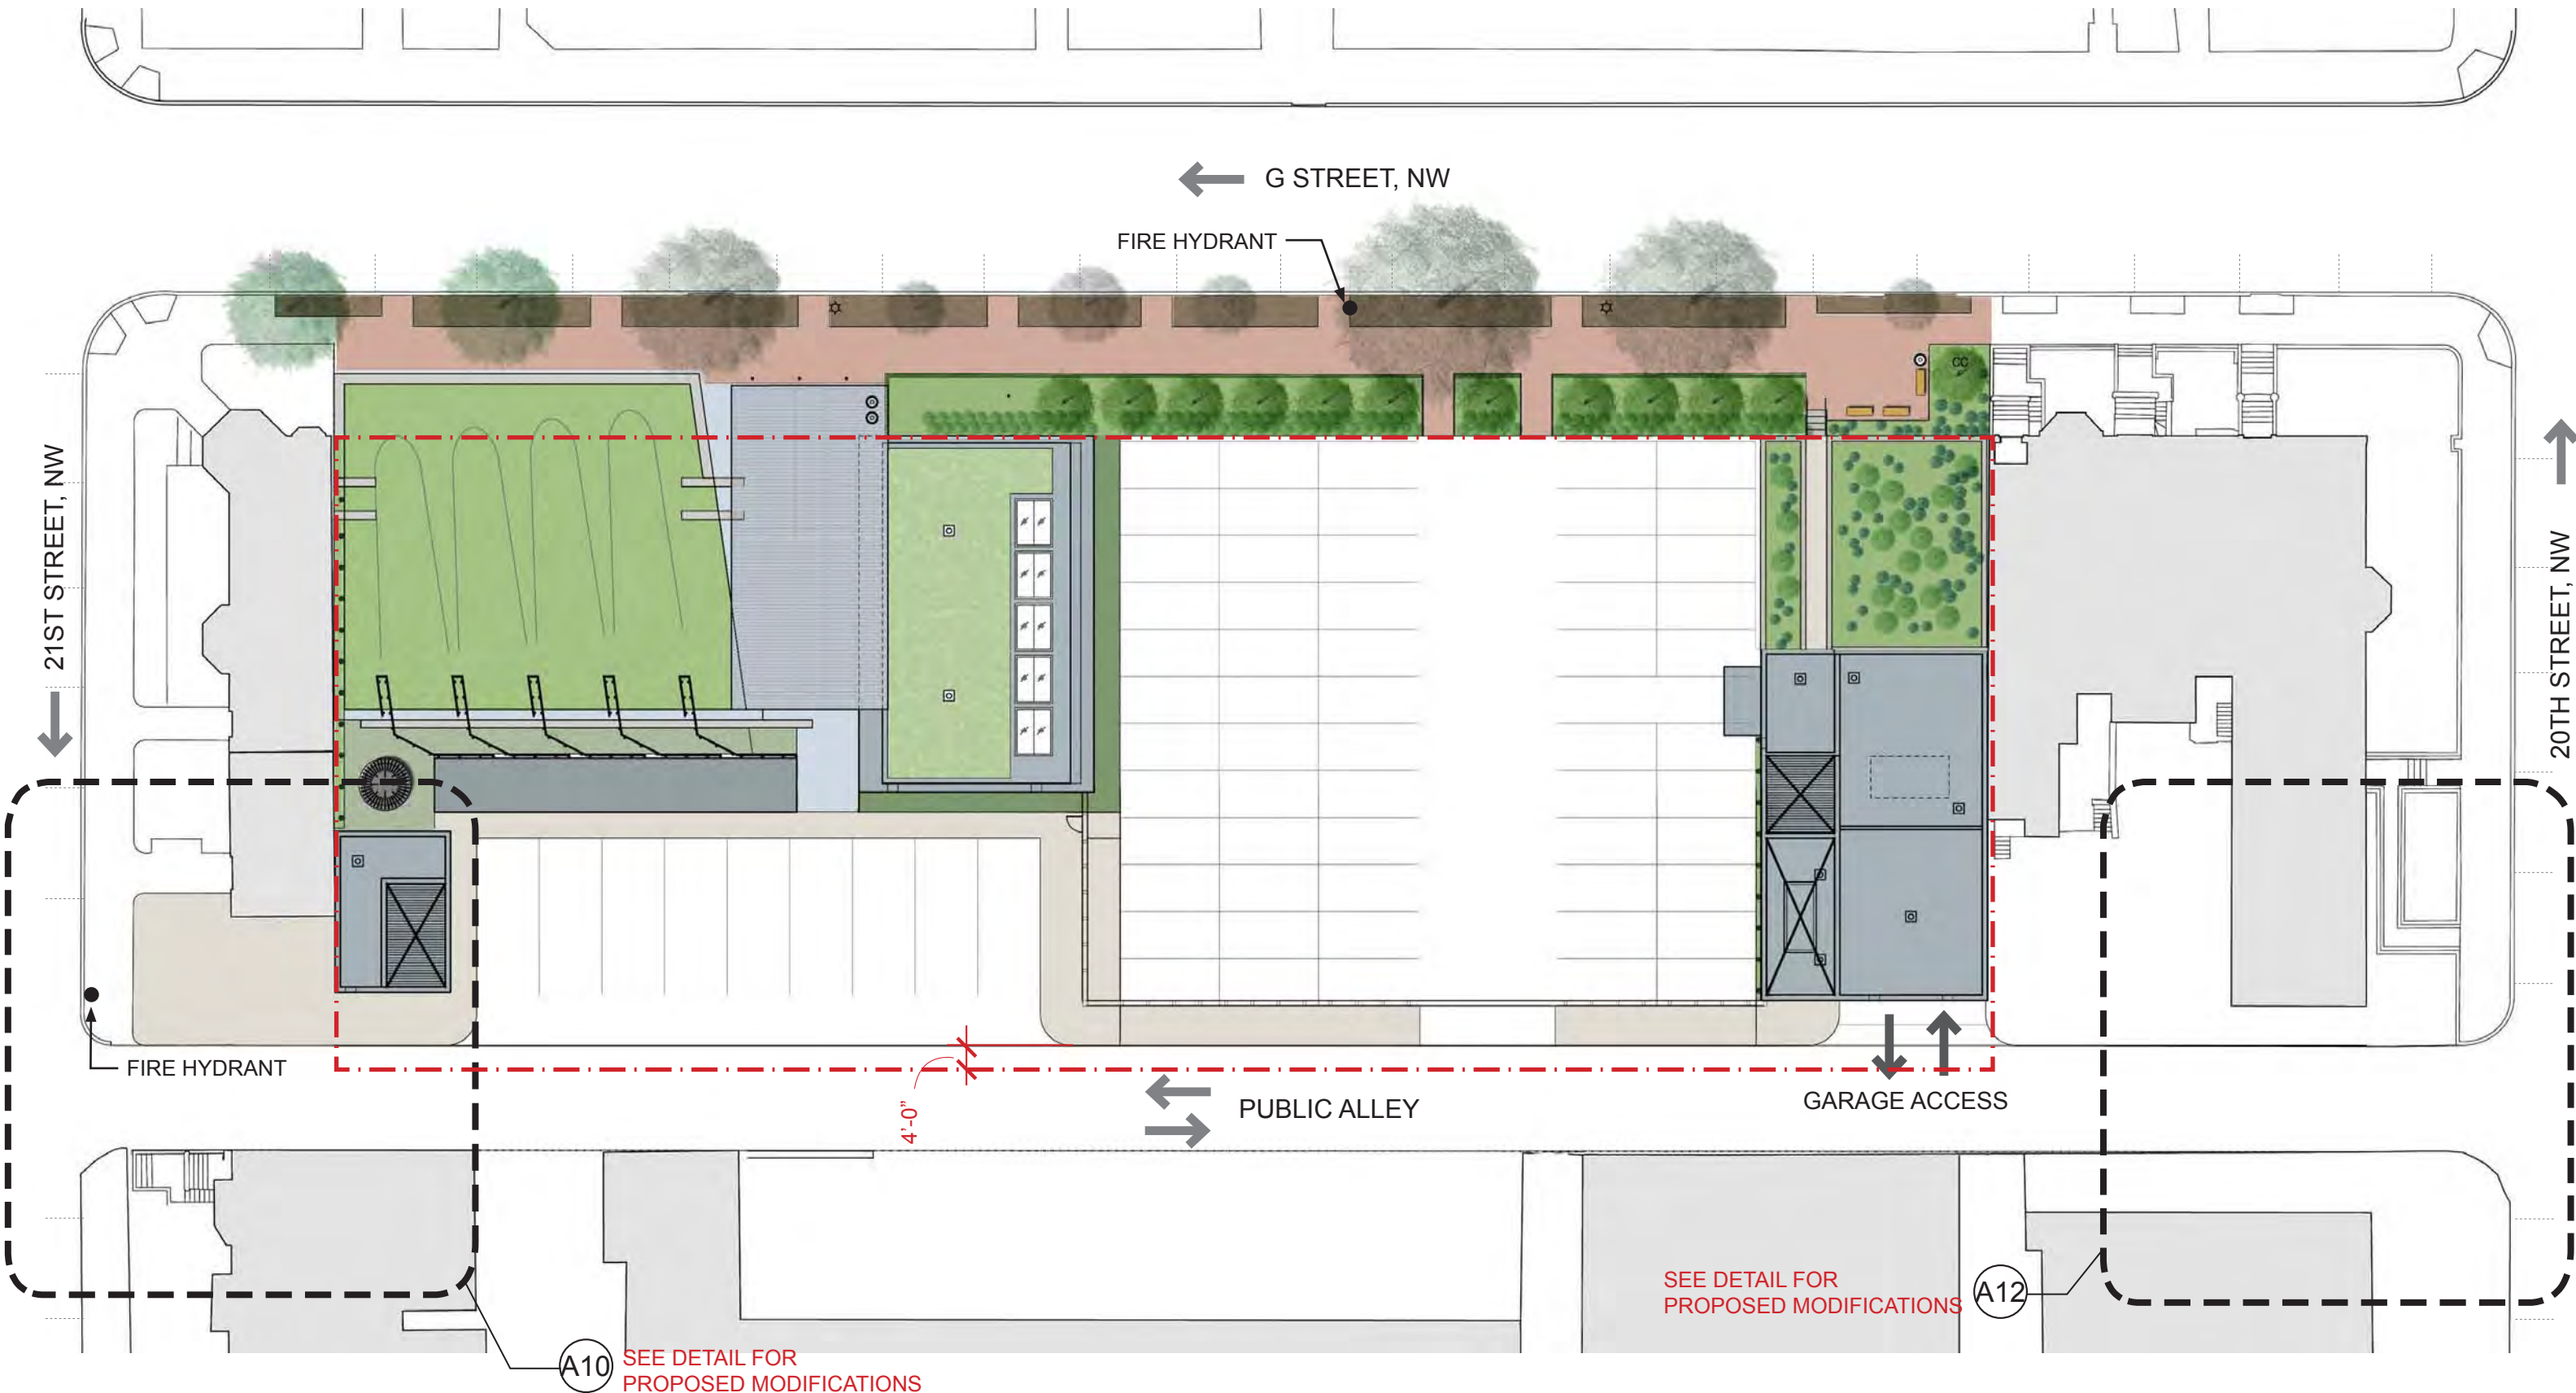 G STREET, NW
FIRE HYDRANT
CC
21ST STREET, NW
20TH STREET, NW
FIRE HYDRANT
4'-0"
PUBLIC ALLEY
GARAGE ACCESS
SEE DETAIL FOR
PROPOSED MODIFICATIONS
A12
A10
SEE DETAIL FOR
PROPOSED MODIFICATIONS